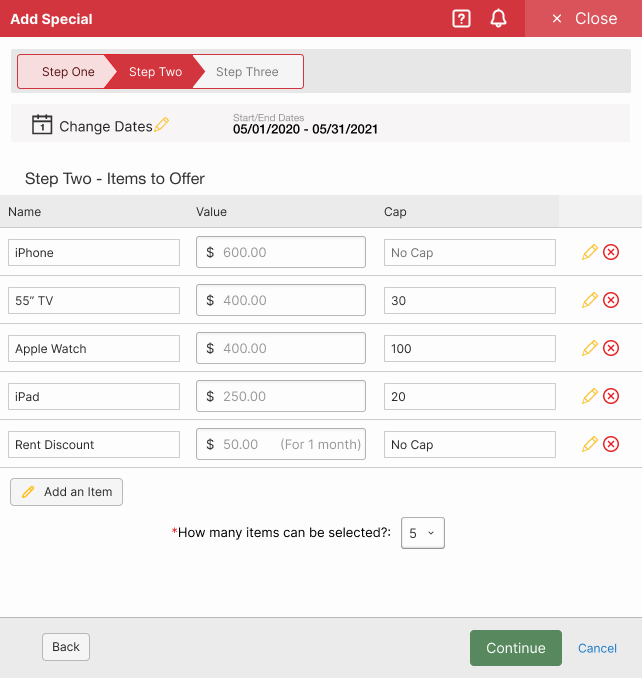 Add Special
? × Close
Step One Step Two Step Three
1 Change Dates
Start/End Dates
05/01/2020 - 05/31/2021
Step Two - Items to Offer
Name Value Cap
iPhone $ 600.00 No Cap
55” TV $ 400.00 30
Apple Watch $ 400.00 100
iPad $ 250.00 20
Rent Discount $ 50.00 (For 1 month) No Cap
Add an Item
*How many items can be selected?: 5
Back Continue Cancel